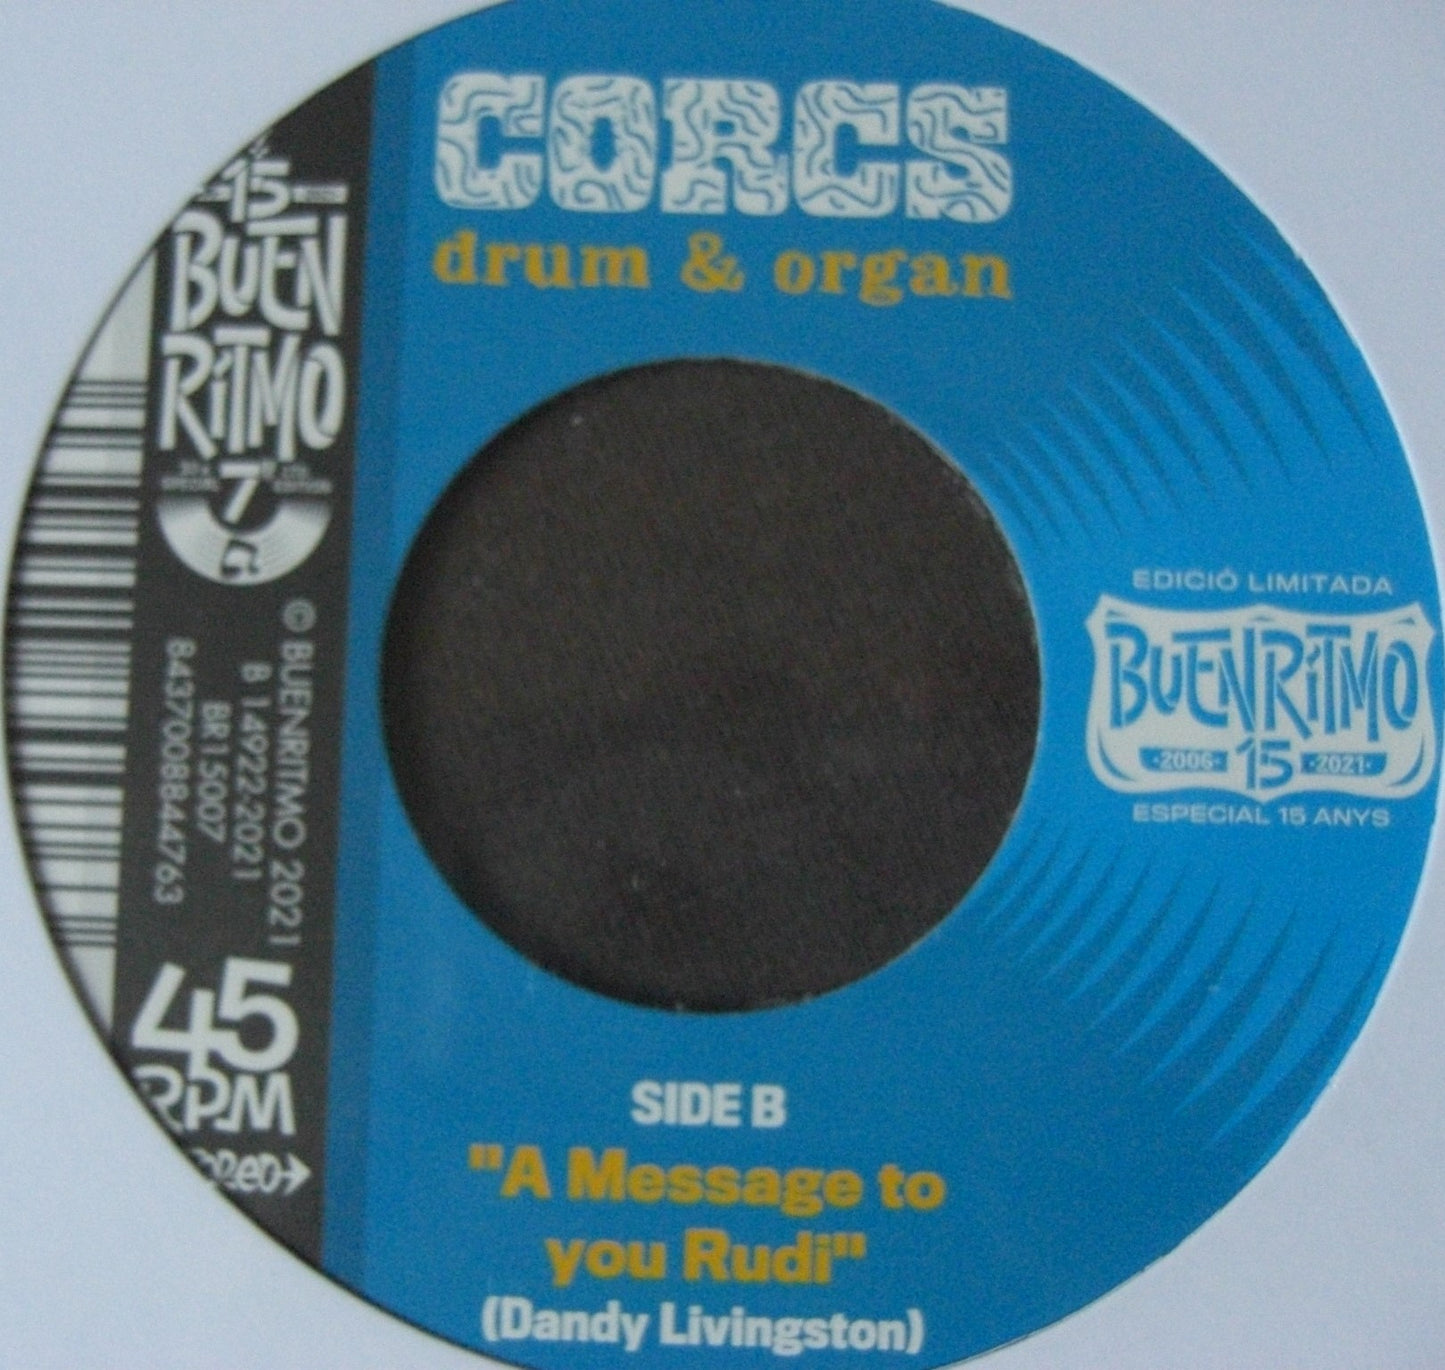 CORCS
drum & organ
15
BUEN
RITMO
7
© BUENRITMO 2021
B 14922-2021
BR15007
8437008844763
45
RPM
EDICIÓ LIMITADA
BUENRITMO
·2006· 15 ·2021·
ESPECIAL 15 ANYS
SIDE B
"A Message to
you Rudi"
(Dandy Livingston)